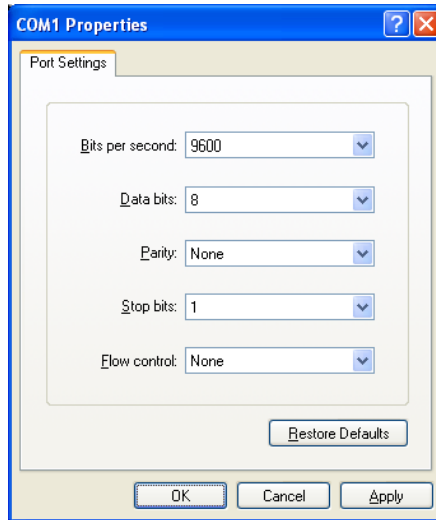 COM1 Properties
Port Settings
Bits per second: 9600
Data bits: 8
Parity: None
Stop bits: 1
Flow control: None
Restore Defaults
OK Cancel Apply